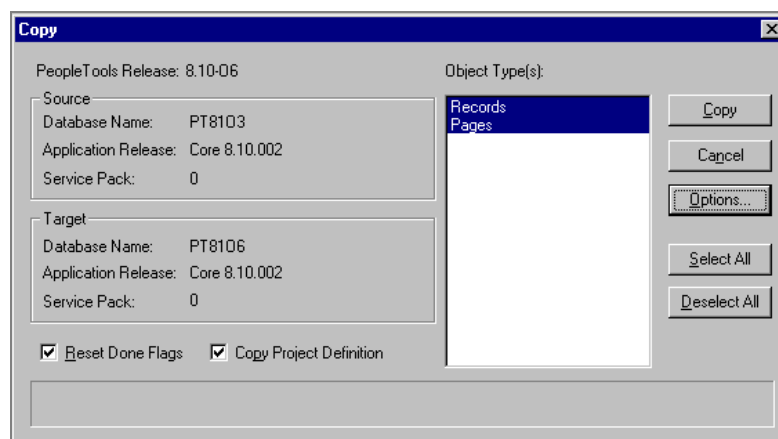 Copy
PeopleTools Release: 8.10-06
Source
Database Name: PT8103
Application Release: Core 8.10.002
Service Pack: 0
Target
Database Name: PT8106
Application Release: Core 8.10.002
Service Pack: 0
Reset Done Flags
Copy Project Definition
Object Type(s):
Records
Pages
Copy
Cancel
Options...
Select All
Deselect All